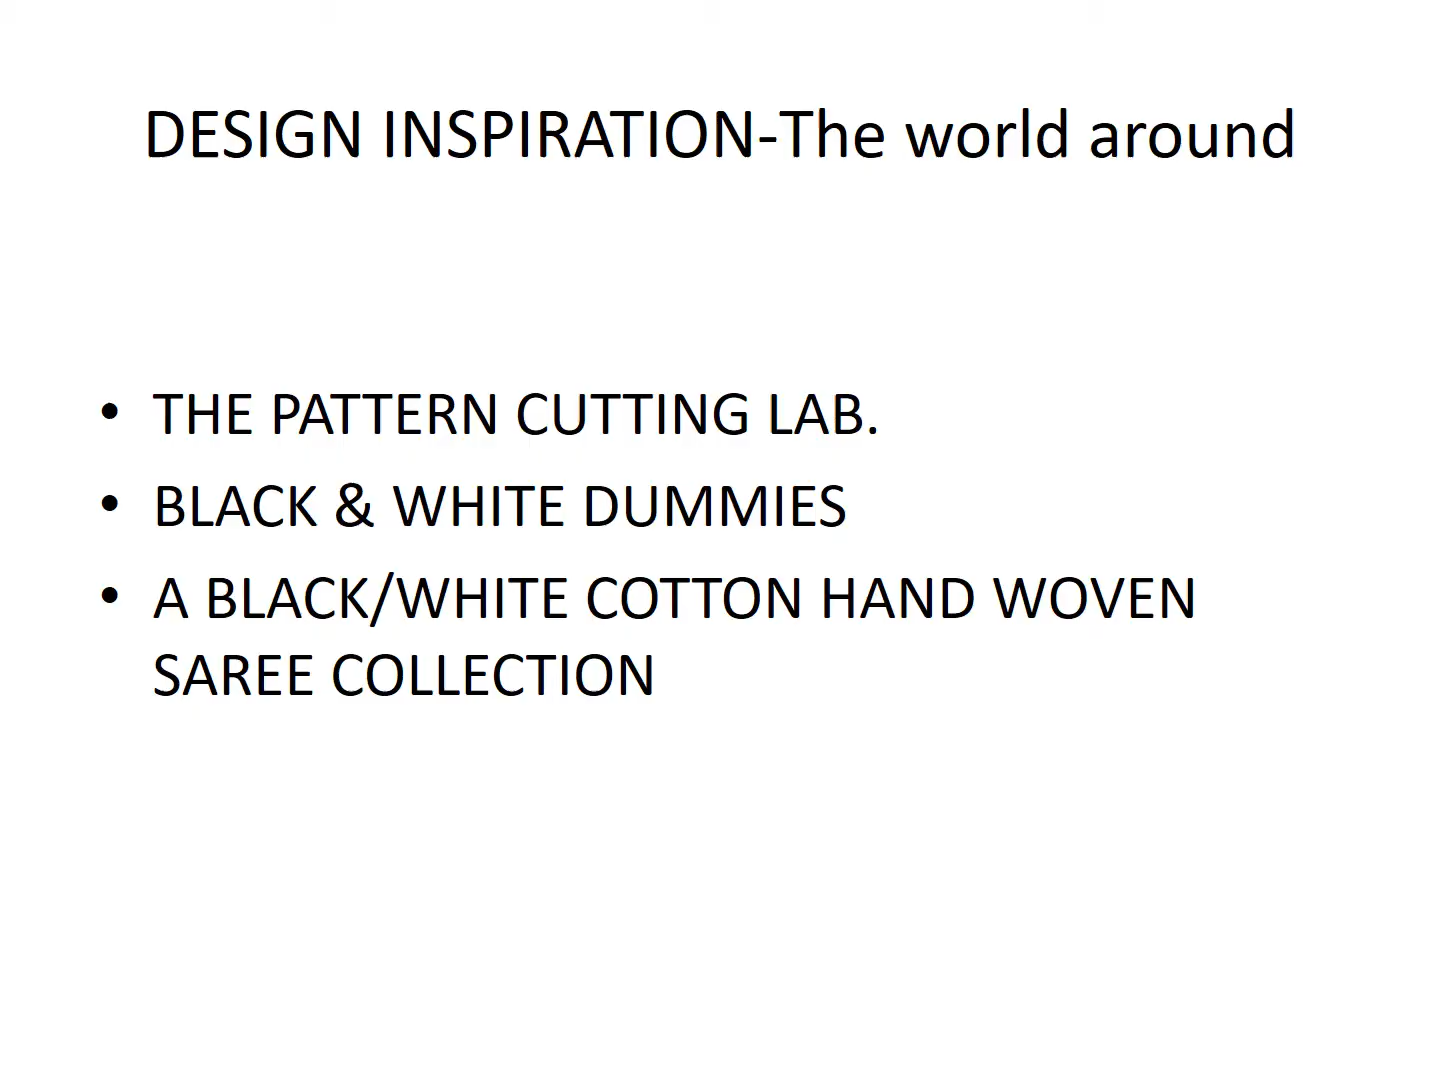 DESIGN INSPIRATION-The world around
• THE PATTERN CUTTING LAB.
• BLACK & WHITE DUMMIES
• A BLACK/WHITE COTTON HAND WOVEN
SAREE COLLECTION